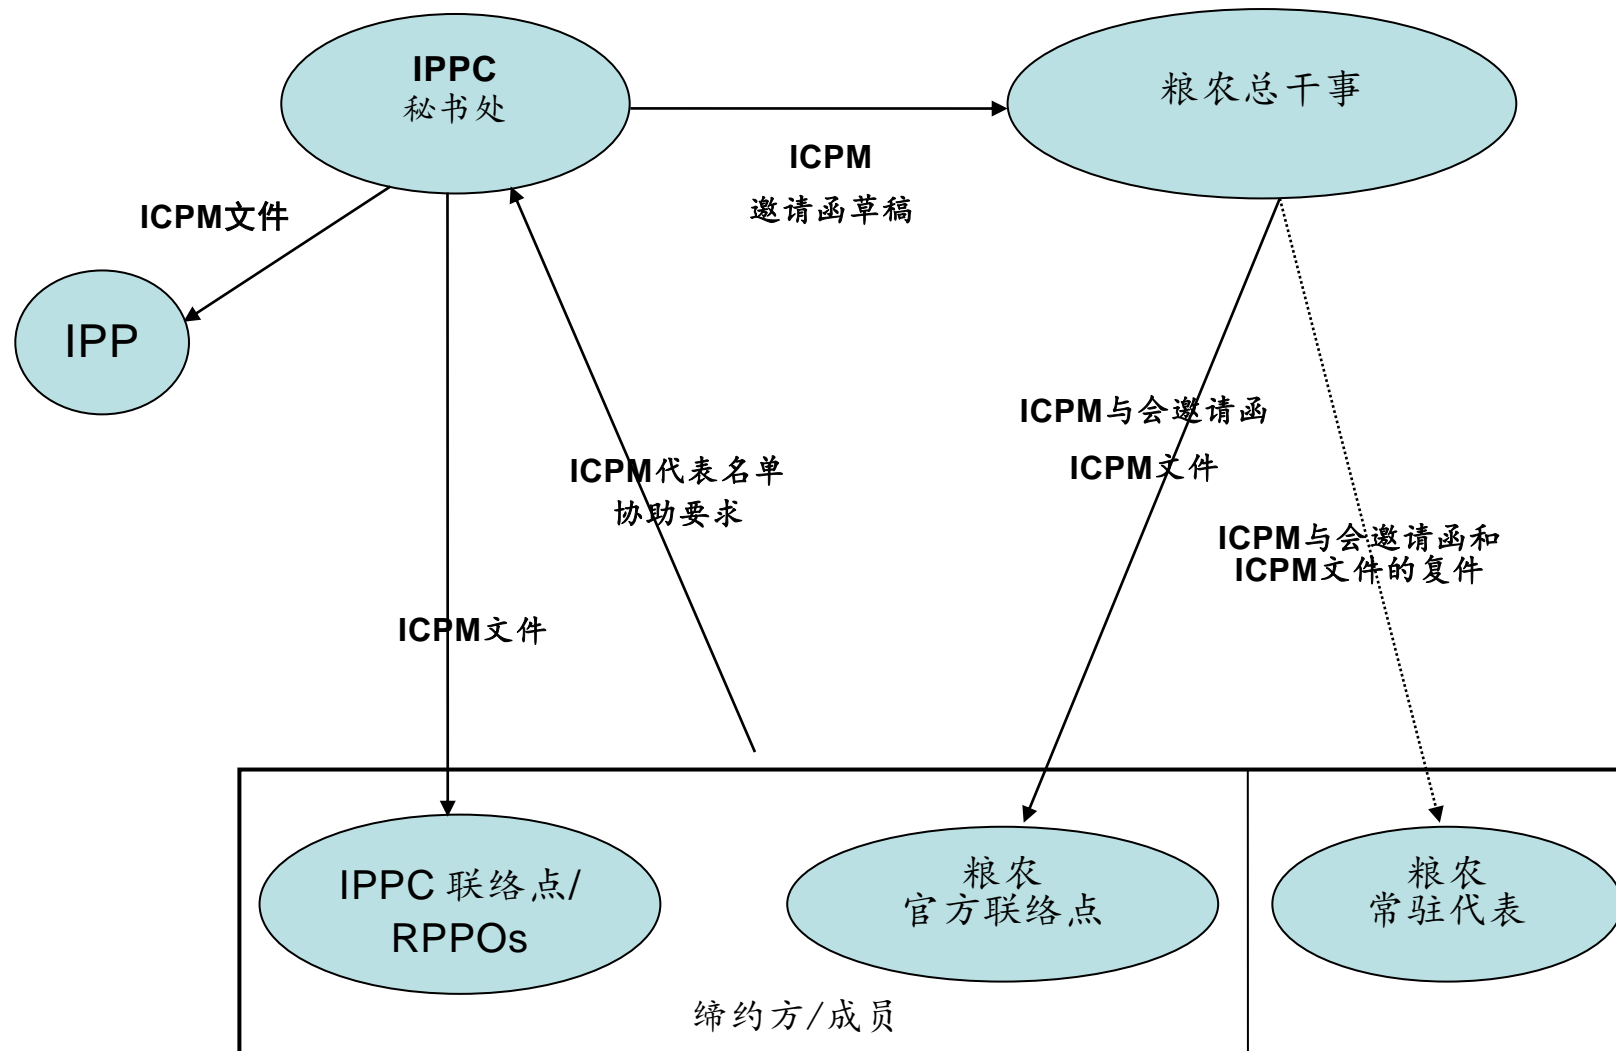 IPPC
秘书处
粮农总干事
ICPM
邀请函草稿
ICPM文件
IPP
ICPM与会邀请函
ICPM文件
ICPM代表名单
协助要求
ICPM与会邀请函和
ICPM文件的复件
ICPM文件
IPPC 联络点/
RPPOs
粮农
官方联络点
粮农
常驻代表
缔约方/成员